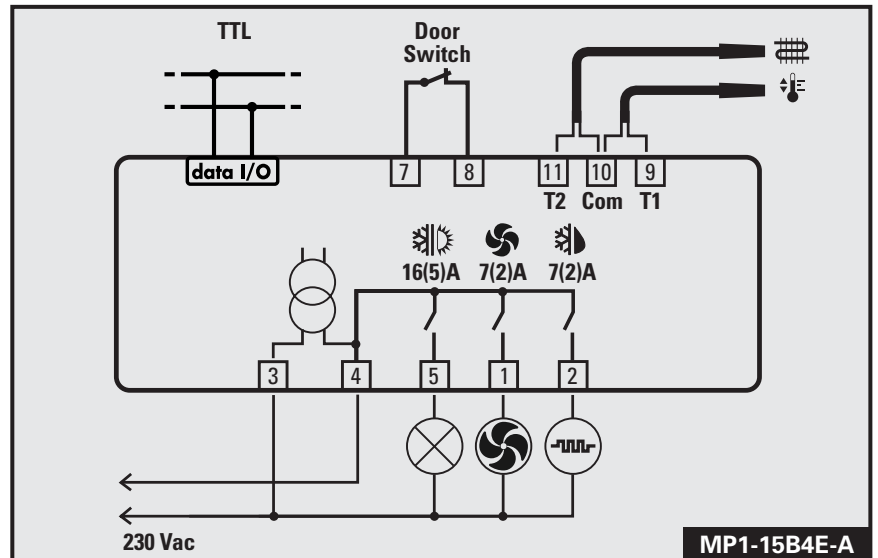 TTL
Door
Switch
data I/O
7
8
11
10
9
T2 Com T1
16(5)A 7(2)A 7(2)A
3
4
5
1
2
230 Vac
MP1-15B4E-A